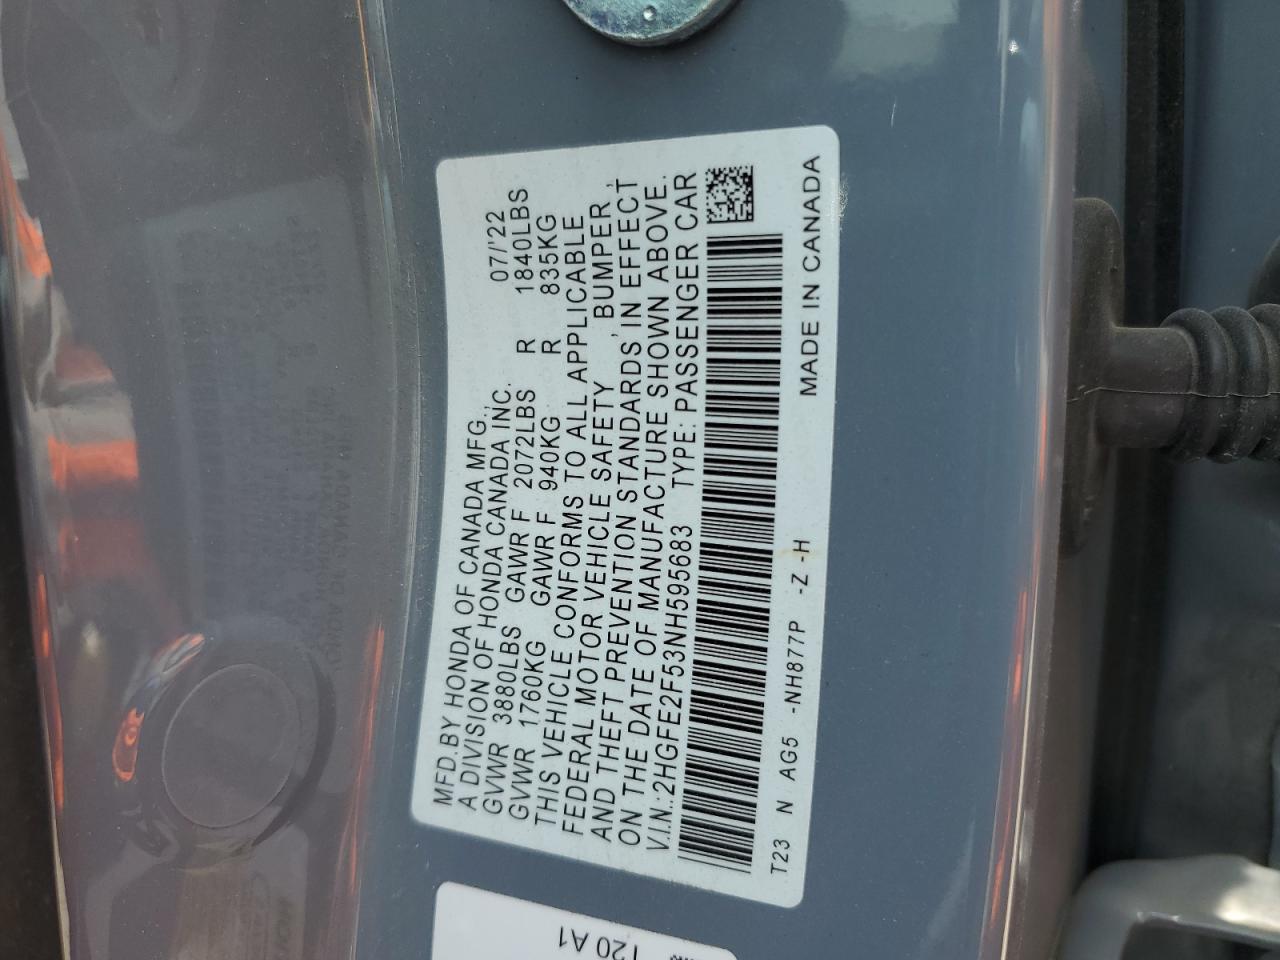 MFD.BY HONDA OF CANADA MFG., 07/'22
A DIVISION OF HONDA CANADA INC.
GVWR 3880LBS GAWR F 2072LBS R 1840LBS
GVWR 1760KG GAWR F 940KG R 835KG
THIS VEHICLE CONFORMS TO ALL APPLICABLE
FEDERAL MOTOR VEHICLE SAFETY, BUMPER,
AND THEFT PREVENTION STANDARDS IN EFFECT
ON THE DATE OF MANUFACTURE SHOWN ABOVE.
V.I.N.:2HGFE2F53NH595683 TYPE: PASSENGER CAR
T23 N AG5 -NH877P -Z -H MADE IN CANADA
T20 A1